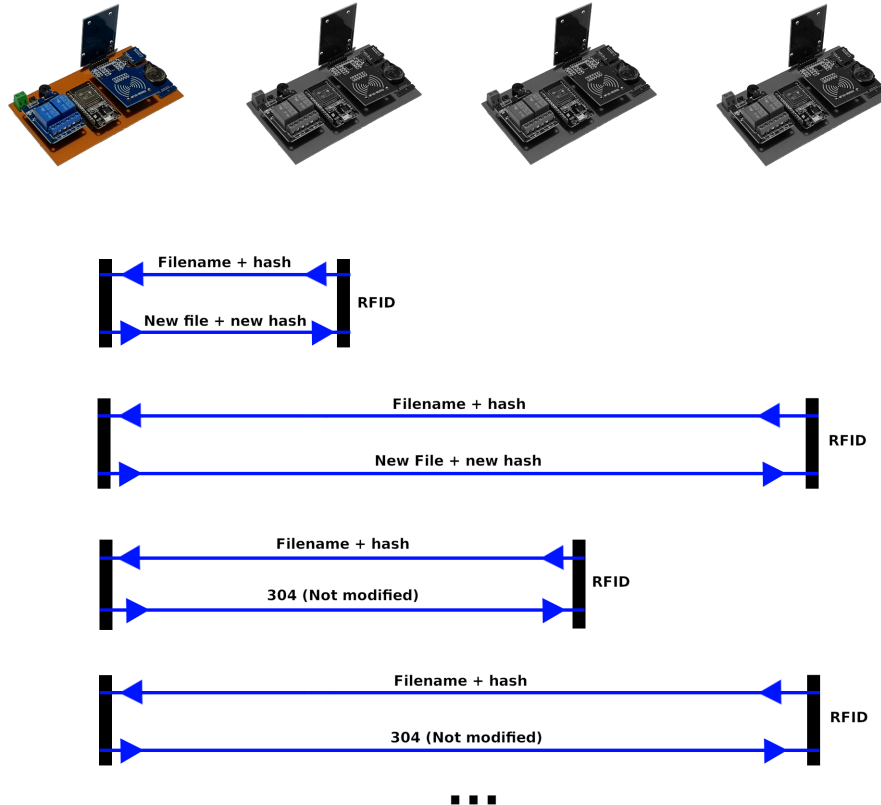 Filename + hash
RFID
New file + new hash
Filename + hash
RFID
New File + new hash
Filename + hash
RFID
304 (Not modified)
Filename + hash
RFID
304 (Not modified)
...